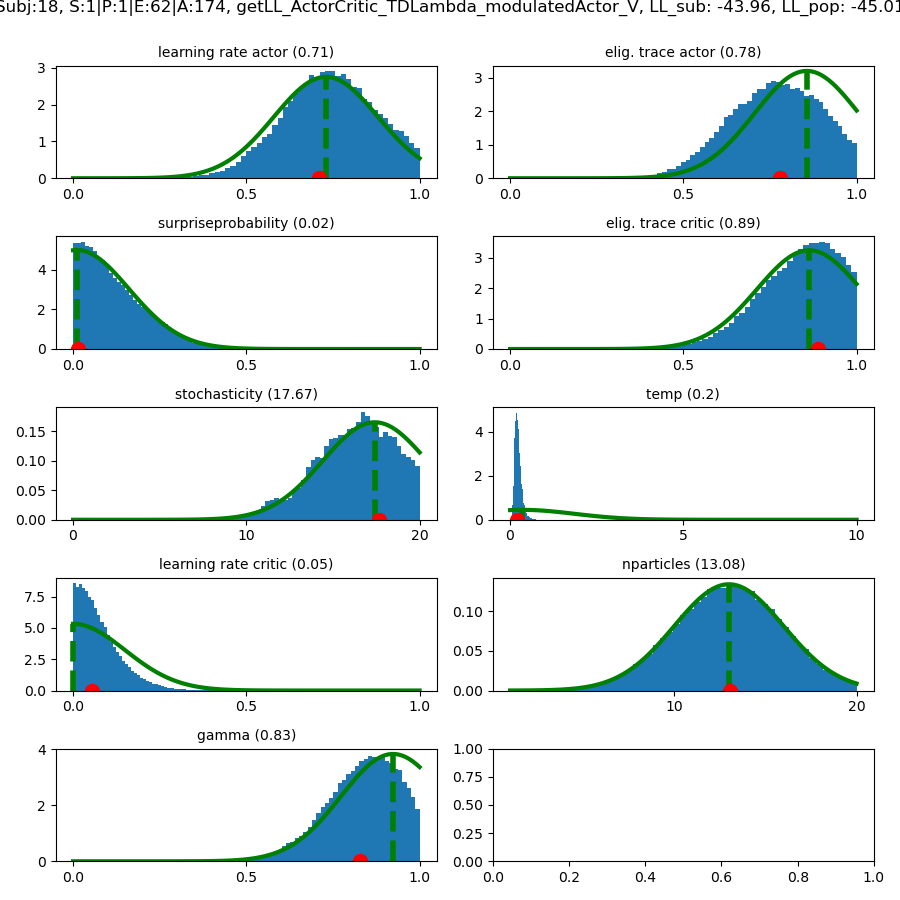 Subj:18, S:1|P:1|E:62|A:174, getLL_ActorCritic_TDLambda_modulatedActor_V, LL_sub: -43.96, LL_pop: -45.01
learning rate actor (0.71)
3
2
1
0
0.0 0.5 1.0
elig. trace actor (0.78)
3
2
1
0
0.0 0.5 1.0
surpriseprobability (0.02)
4
2
0
0.0 0.5 1.0
elig. trace critic (0.89)
3
2
1
0
0.0 0.5 1.0
stochasticity (17.67)
0.15
0.10
0.05
0.00
0 10 20
temp (0.2)
4
2
0
0 5 10
learning rate critic (0.05)
7.5
5.0
2.5
0.0
0.0 0.5 1.0
nparticles (13.08)
0.10
0.05
0.00
10 20
gamma (0.83)
4
2
0
0.0 0.5 1.0
1.00
0.75
0.50
0.25
0.00
0.0 0.2 0.4 0.6 0.8 1.0